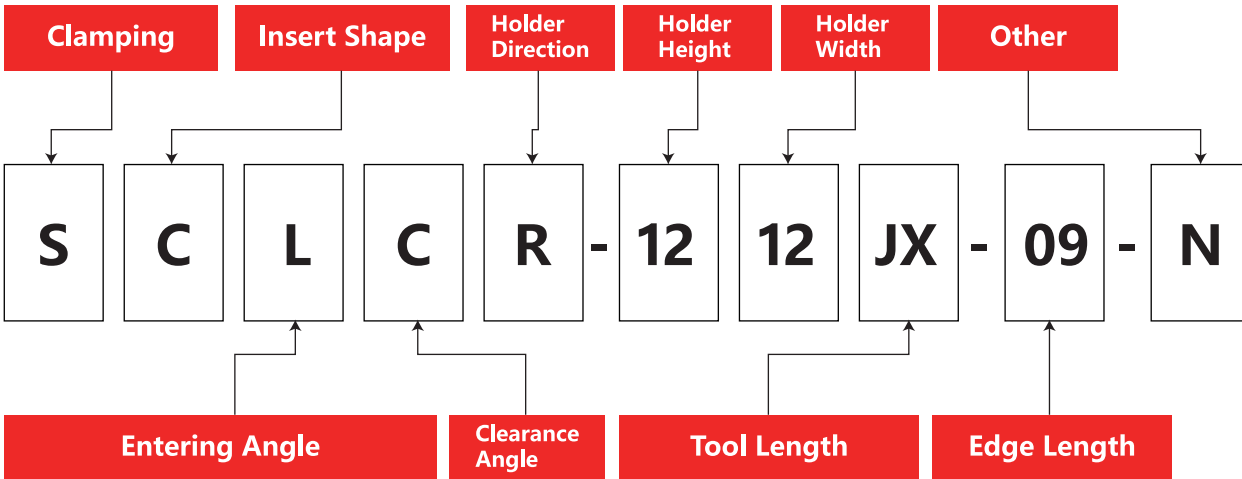 Clamping
Insert Shape
Holder
Direction
Holder
Height
Holder
Width
Other
S C L C R - 12 12 JX - 09 - N
Entering Angle
Clearance
Angle
Tool Length
Edge Length